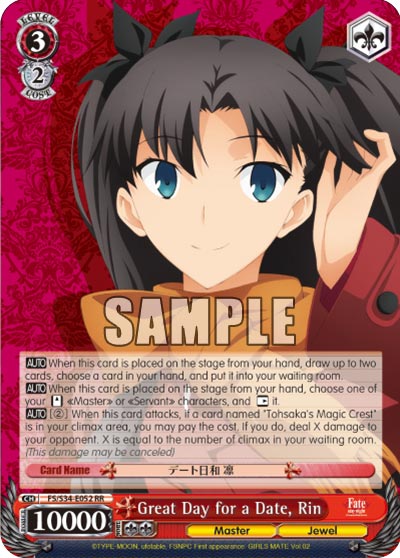 LEVEL
3
2
COST
SAMPLE
AUTO When this card is placed on the stage from your hand, draw up to two
cards, choose a card in your hand, and put it into your waiting room.
AUTO When this card is placed on the stage from your hand, choose one of
your «Master» or «Servant» characters, and it.
AUTO [②] When this card attacks, if a card named "Tohsaka's Magic Crest"
is in your climax area, you may pay the cost. If you do, deal X damage to
your opponent. X is equal to the number of climax in your waiting room.
(This damage may be canceled)
Card Name
デート日和 凛
CH FS/S34-E052 RR
10000
Great Day for a Date, Rin
Fate
Master
Jewel
©TYPE-MOON, ufotable, FSNPC First appearance: GIRLS MATE Vol.02